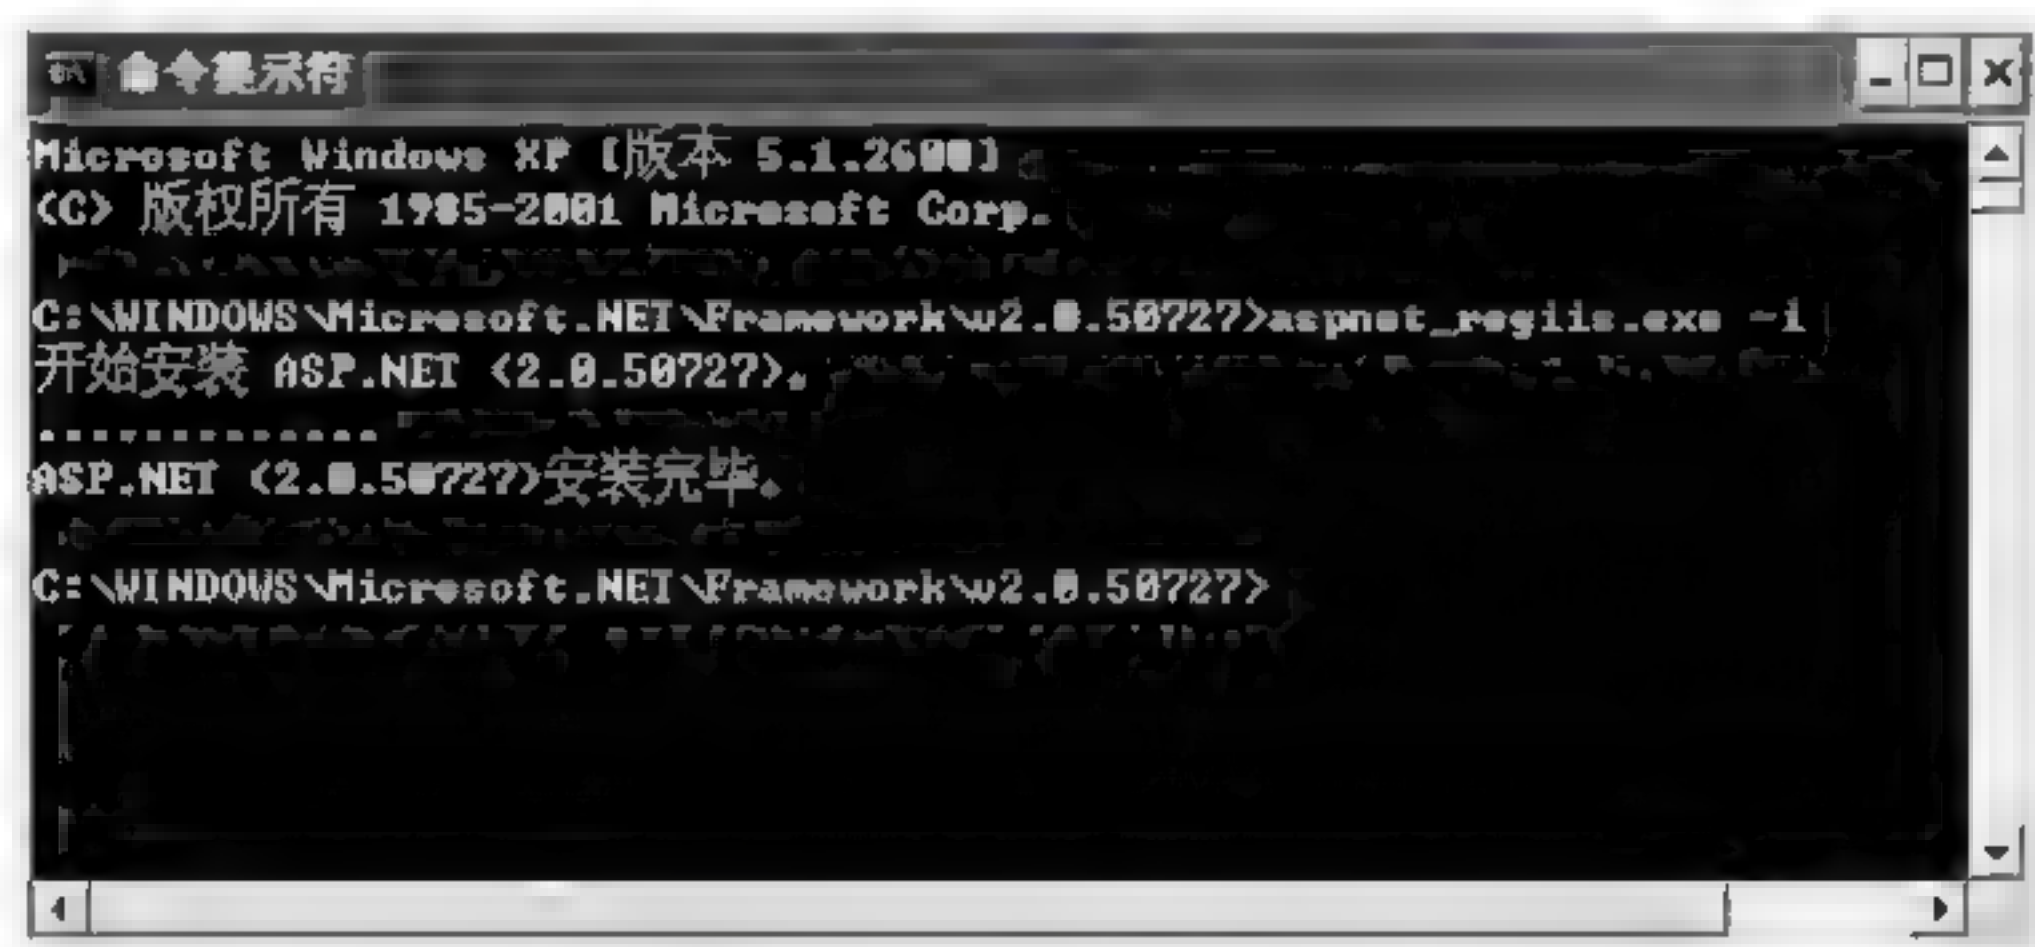 命令提示符
Microsoft Windows XP [版本 5.1.2600]
(C) 版权所有 1985-2001 Microsoft Corp.
C:\WINDOWS\Microsoft.NET\Framework\v2.0.50727>aspnet_regiis.exe -i
开始安装 ASP.NET (2.0.50727)。
.............
ASP.NET (2.0.50727)安装完毕。
C:\WINDOWS\Microsoft.NET\Framework\v2.0.50727>